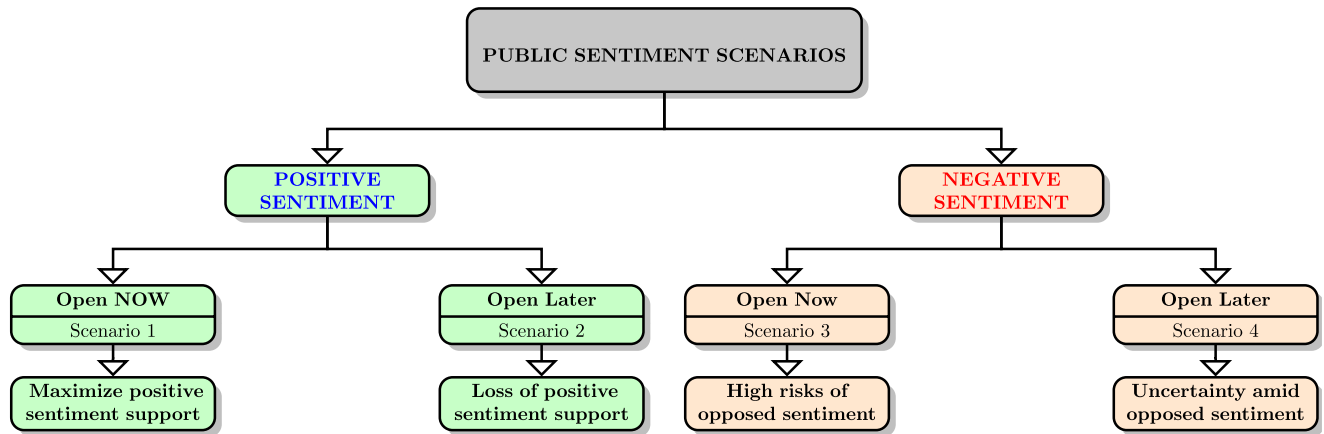 PUBLIC SENTIMENT SCENARIOS
POSITIVE
SENTIMENT
NEGATIVE
SENTIMENT
Open NOW
Scenario 1
Open Later
Scenario 2
Open Now
Scenario 3
Open Later
Scenario 4
Maximize positive
sentiment support
Loss of positive
sentiment support
High risks of
opposed sentiment
Uncertainty amid
opposed sentiment